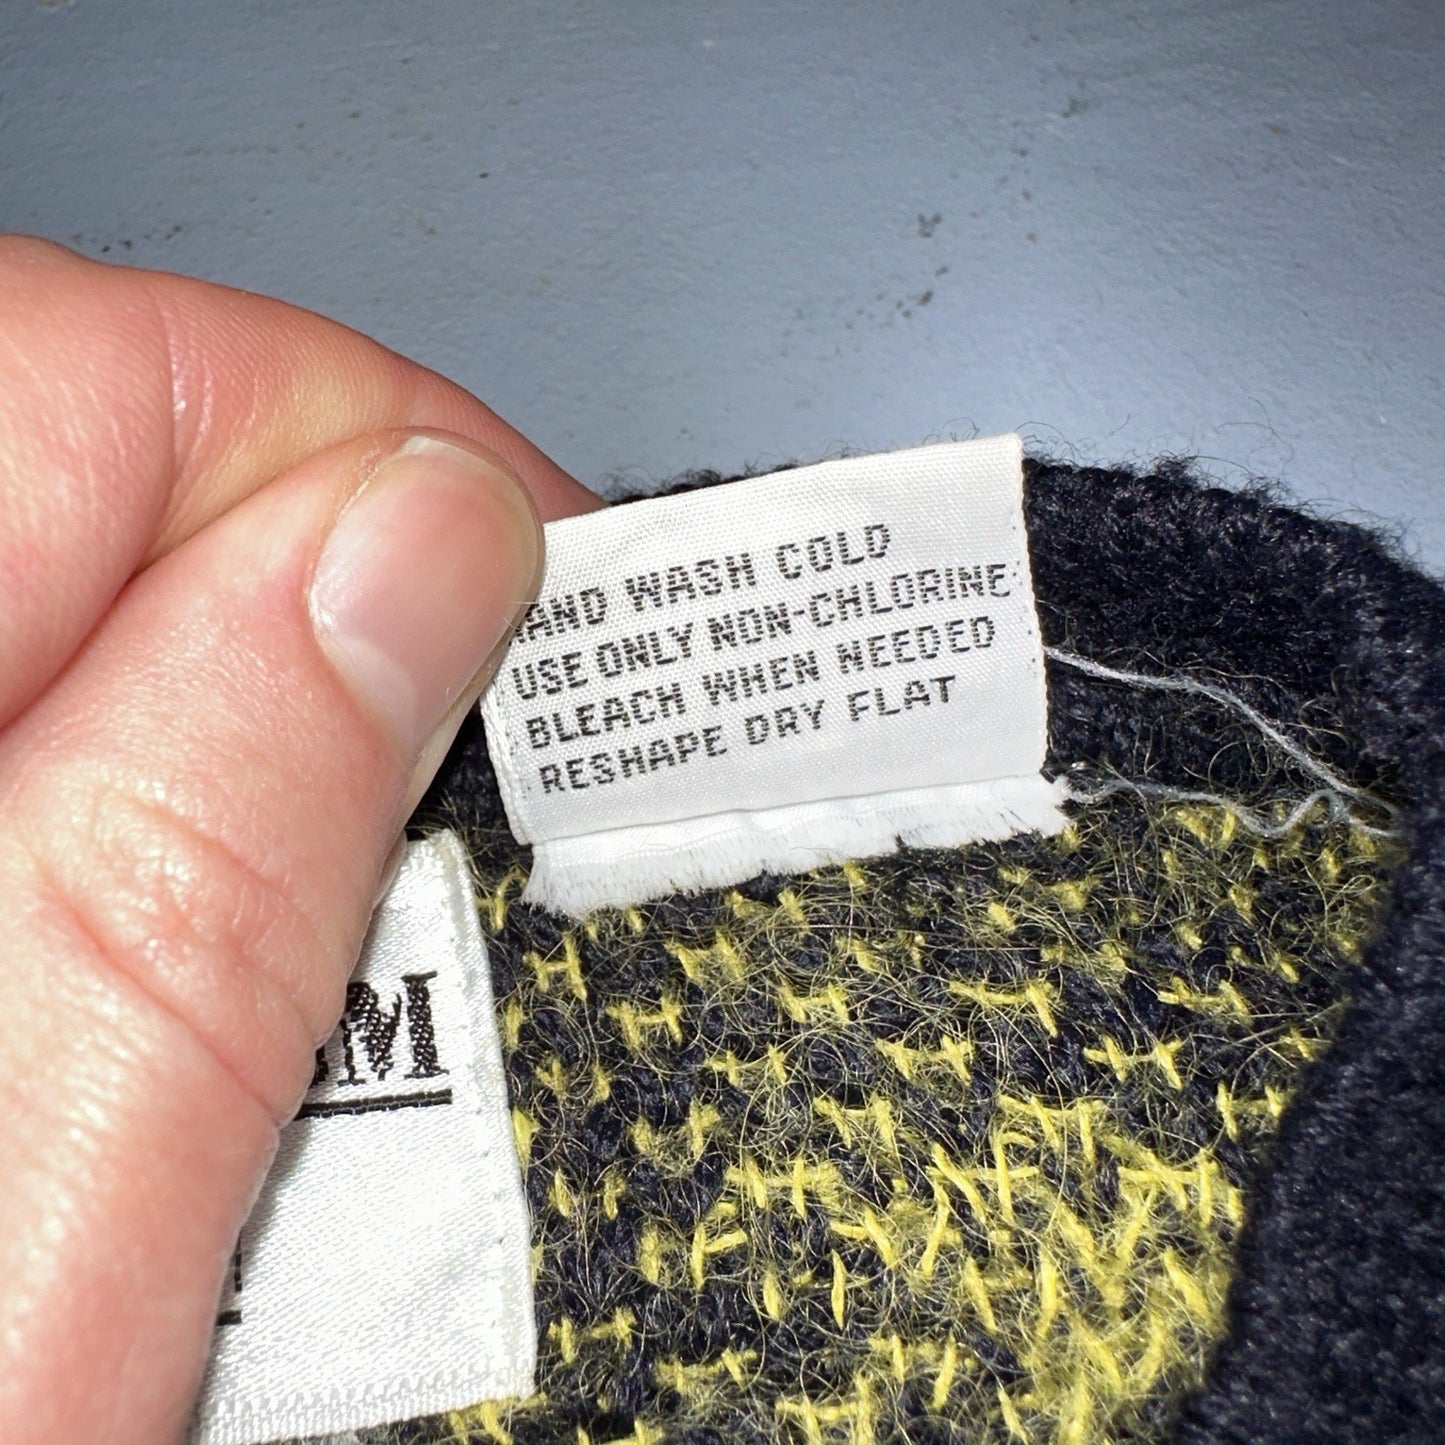 HAND WASH COLD
USE ONLY NON-CHLORINE
BLEACH WHEN NEEDED
RESHAPE DRY FLAT